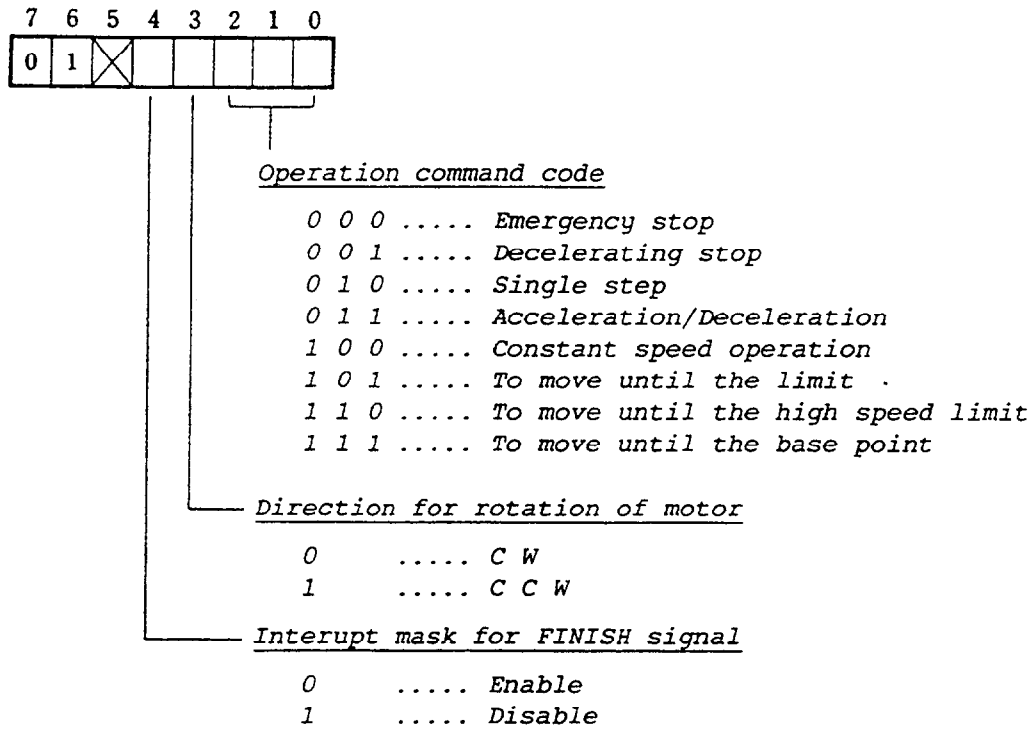 7 6 5 4 3 2 1 0
0 1
Operation command code
0 0 0 ..... Emergency stop
0 0 1 ..... Decelerating stop
0 1 0 ..... Single step
0 1 1 ..... Acceleration/Deceleration
1 0 0 ..... Constant speed operation
1 0 1 ..... To move until the limit .
1 1 0 ..... To move until the high speed limit
1 1 1 ..... To move until the base point
Direction for rotation of motor
0 ..... C W
1 ..... C C W
Interupt mask for FINISH signal
0 ..... Enable
1 ..... Disable